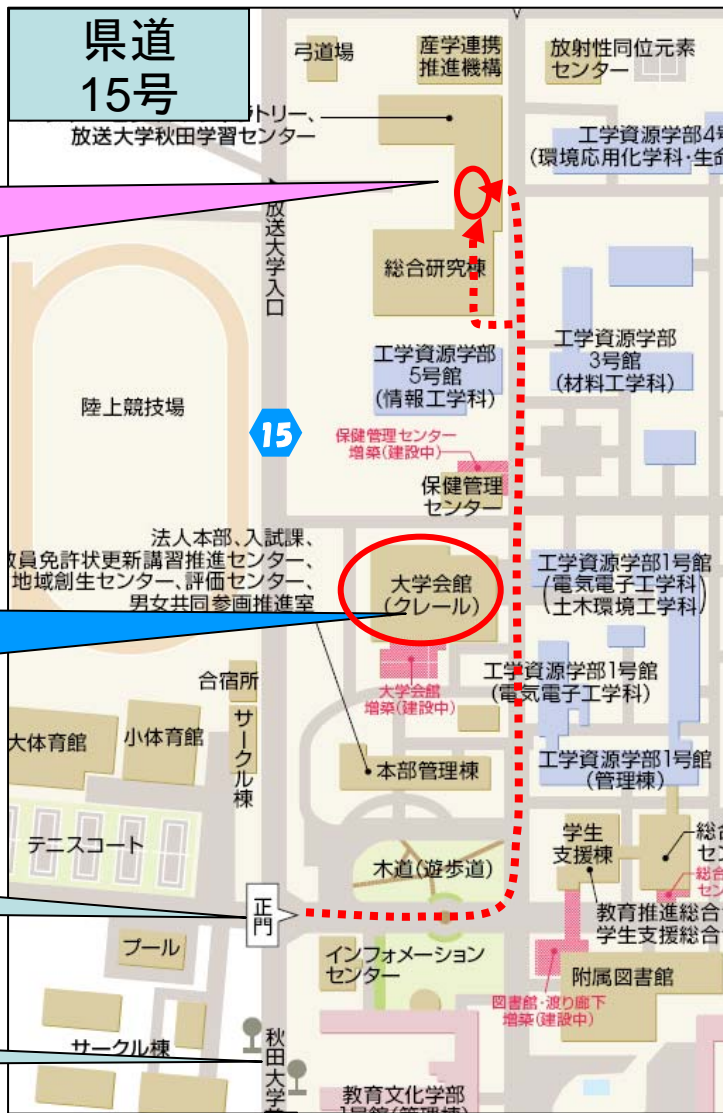 県道
15号
弓道場
産学連携
推進機構
放射性同位元素
センター
トリー、
放送大学秋田学習センター
工学資源学部4号
(環境応用化学科・生命
放送大学入口
総合研究棟
工学資源学部
5号館
(情報工学科)
工学資源学部
3号館
(材料工学科)
陸上競技場
15
保健管理センター
増築(建設中)
保健管理
センター
法人本部、入試課、
教員免許状更新講習推進センター、
地域創生センター、評価センター、
男女共同参画推進室
大学会館
(クレール)
工学資源学部1号館
(電気電子工学科
土木環境工学科)
大学会館
増築(建設中)
工学資源学部1号館
(電気電子工学科)
合宿所
サークル棟
大体育館
小体育館
本部管理棟
工学資源学部1号館
(管理棟)
テニスコート
木道(遊歩道)
学生
支援棟
総合
セン
総合
セン
教育推進総合
学生支援総合
正門
プール
インフォメーション
センター
附属図書館
図書館・渡り廊下
増築(建設中)
サークル棟
秋田大学
教育文化学部
1号館(管理棟)